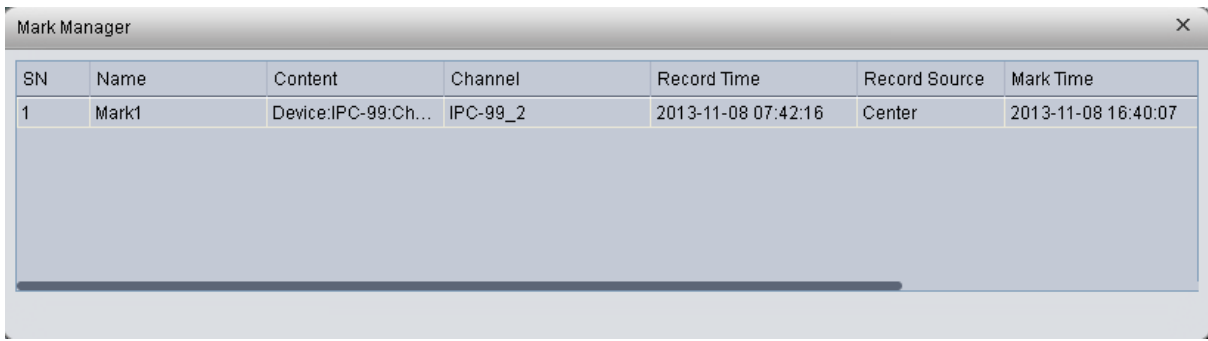 Mark Manager
SN Name Content Channel Record Time Record Source Mark Time
1 Mark1 Device:IPC-99:Ch... IPC-99_2 2013-11-08 07:42:16 Center 2013-11-08 16:40:07